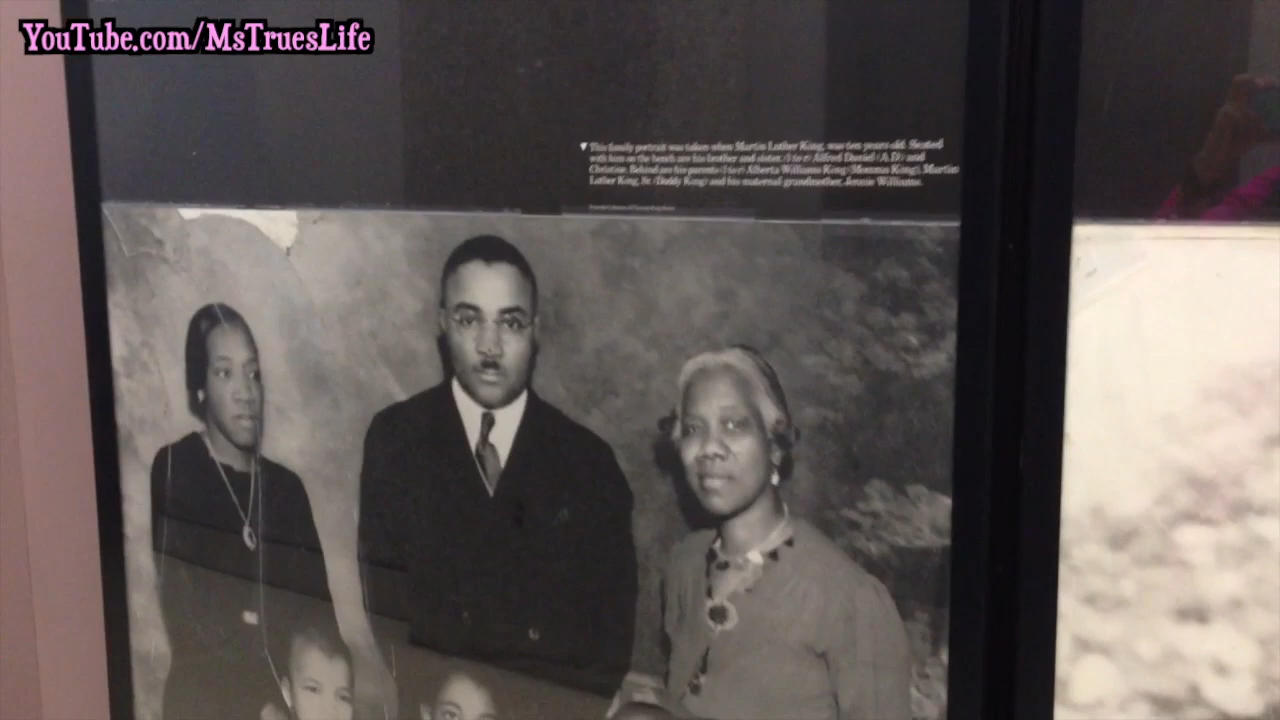 YouTube.com/MsTruesLife
This family portrait was taken when Martin Luther King, was ten years old. Seated
with him on the bench are his brother and sister, (l to r) Alfred Daniel (A.D.) and
Christine. Behind are his parents (l to r) Alberta Williams King (Momma King), Martin
Luther King, Sr. (Daddy King) and his maternal grandmother, Jennie Williams.